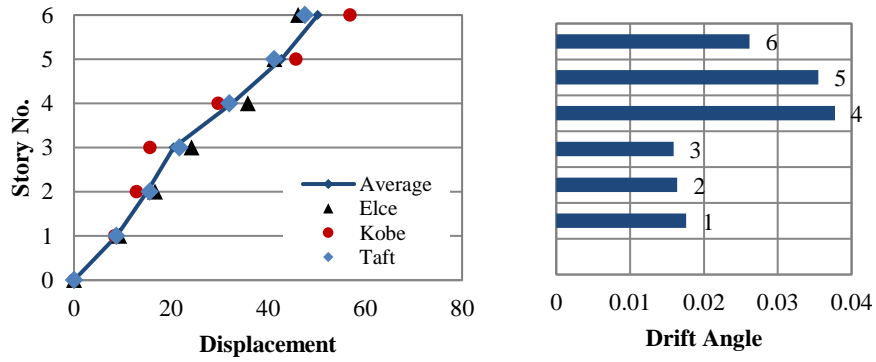 6
5
4
3
2
1
0
Story No.
0 20 40 60 80
Displacement
Average
Elce
Kobe
Taft
6
5
4
3
2
1
0 0.01 0.02 0.03 0.04
Drift Angle